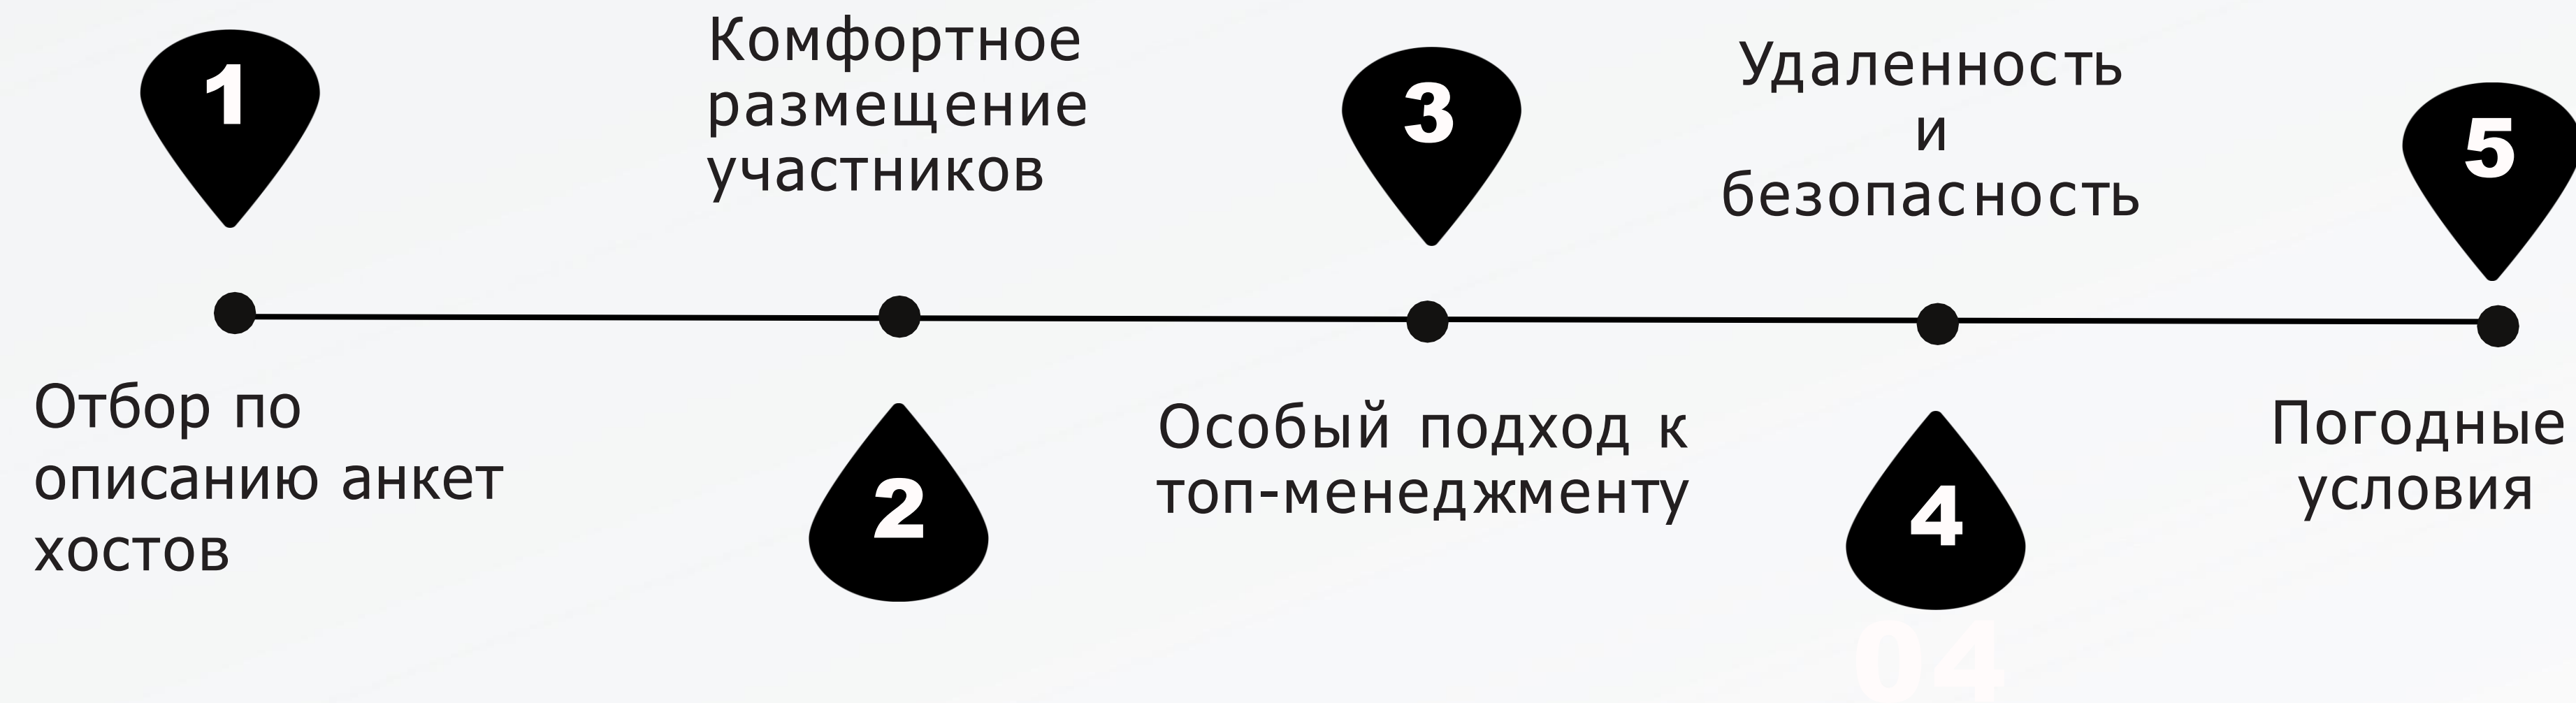 1
Отбор по
описанию анкет
хостов
Комфортное
размещение
участников
2
3
Особый подход к
топ-менеджменту
Удаленность
и
безопасность
4
04
5
Погодные
условия